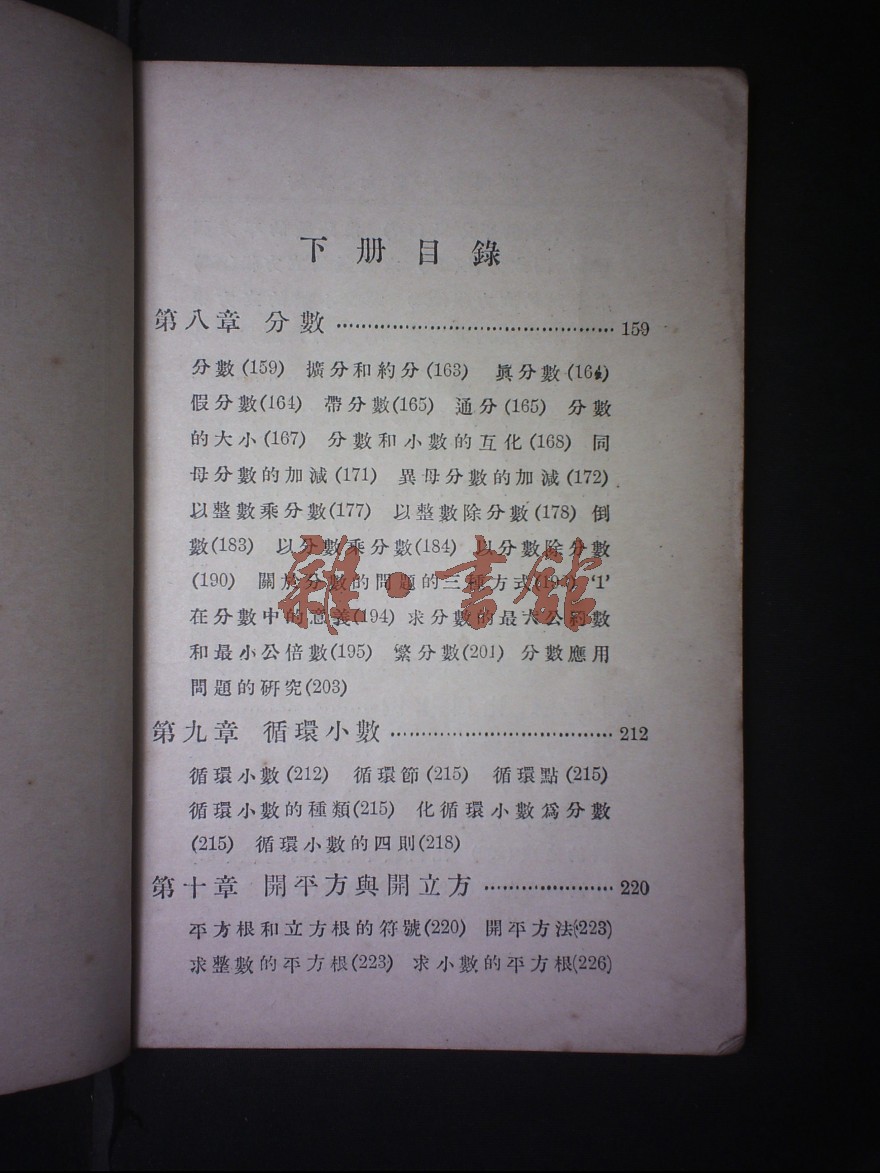 下册目錄
第八章 分數 ………………………………… 159
分數(159) 擴分和約分(163) 眞分數(164)
假分數(164) 帶分數(165) 通分(165) 分數
的大小(167) 分數和小數的互化(168) 同
母分數的加減(171) 異母分數的加減(172)
以整數乘分數(177) 以整數除分數(178) 倒
數(183) 以分數乘分數(184) 以分數除分數
(190) 關於分數的問題的三種方式 '1'
在分數中的意義(194) 求分數的最大公約數
和最小公倍數(195) 繁分數(201) 分數應用
問題的研究(203)
第九章 循環小數 ………………………… 212
循環小數(212) 循環節(215) 循環點(215)
循環小數的種類(215) 化循環小數爲分數
(215) 循環小數的四則(218)
第十章 開平方與開立方 ………………… 220
平方根和立方根的符號(220) 開平方法(223)
求整數的平方根(223) 求小數的平方根(226)
雜·書館